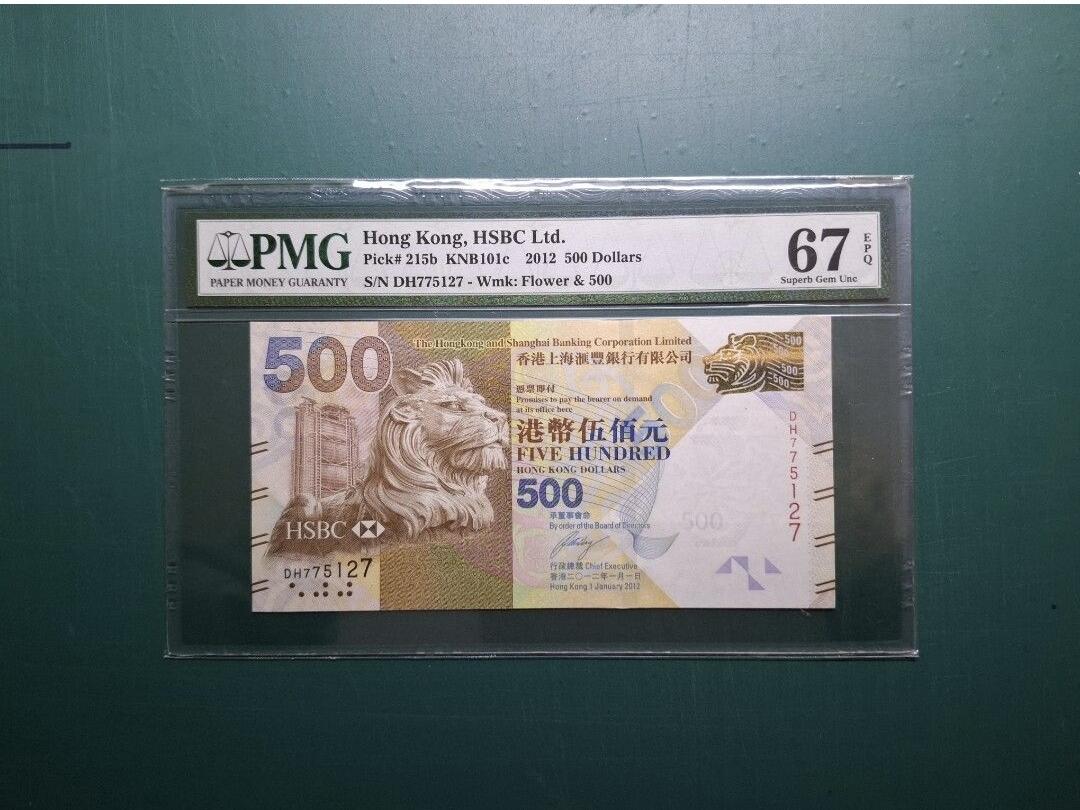 PMG
PAPER MONEY GUARANTY
Hong Kong, HSBC Ltd.
Pick# 215b KNB101c 2012 500 Dollars
S/N DH775127 - Wmk: Flower & 500
67
EPQ
Superb Gem Unc
500
The Hongkong and Shanghai Banking Corporation Limited
香港上海滙豐銀行有限公司
憑票即付
Promises to pay the bearer on demand
at its office here
港幣伍佰元
FIVE HUNDRED
HONG KONG DOLLARS
500
承董事會命
By order of the Board of Directors
行政總裁 Chief Executive
香港二〇一二年一月一日
Hong Kong 1 January 2012
HSBC
DH775127
500
500
500
DH775127
500
500